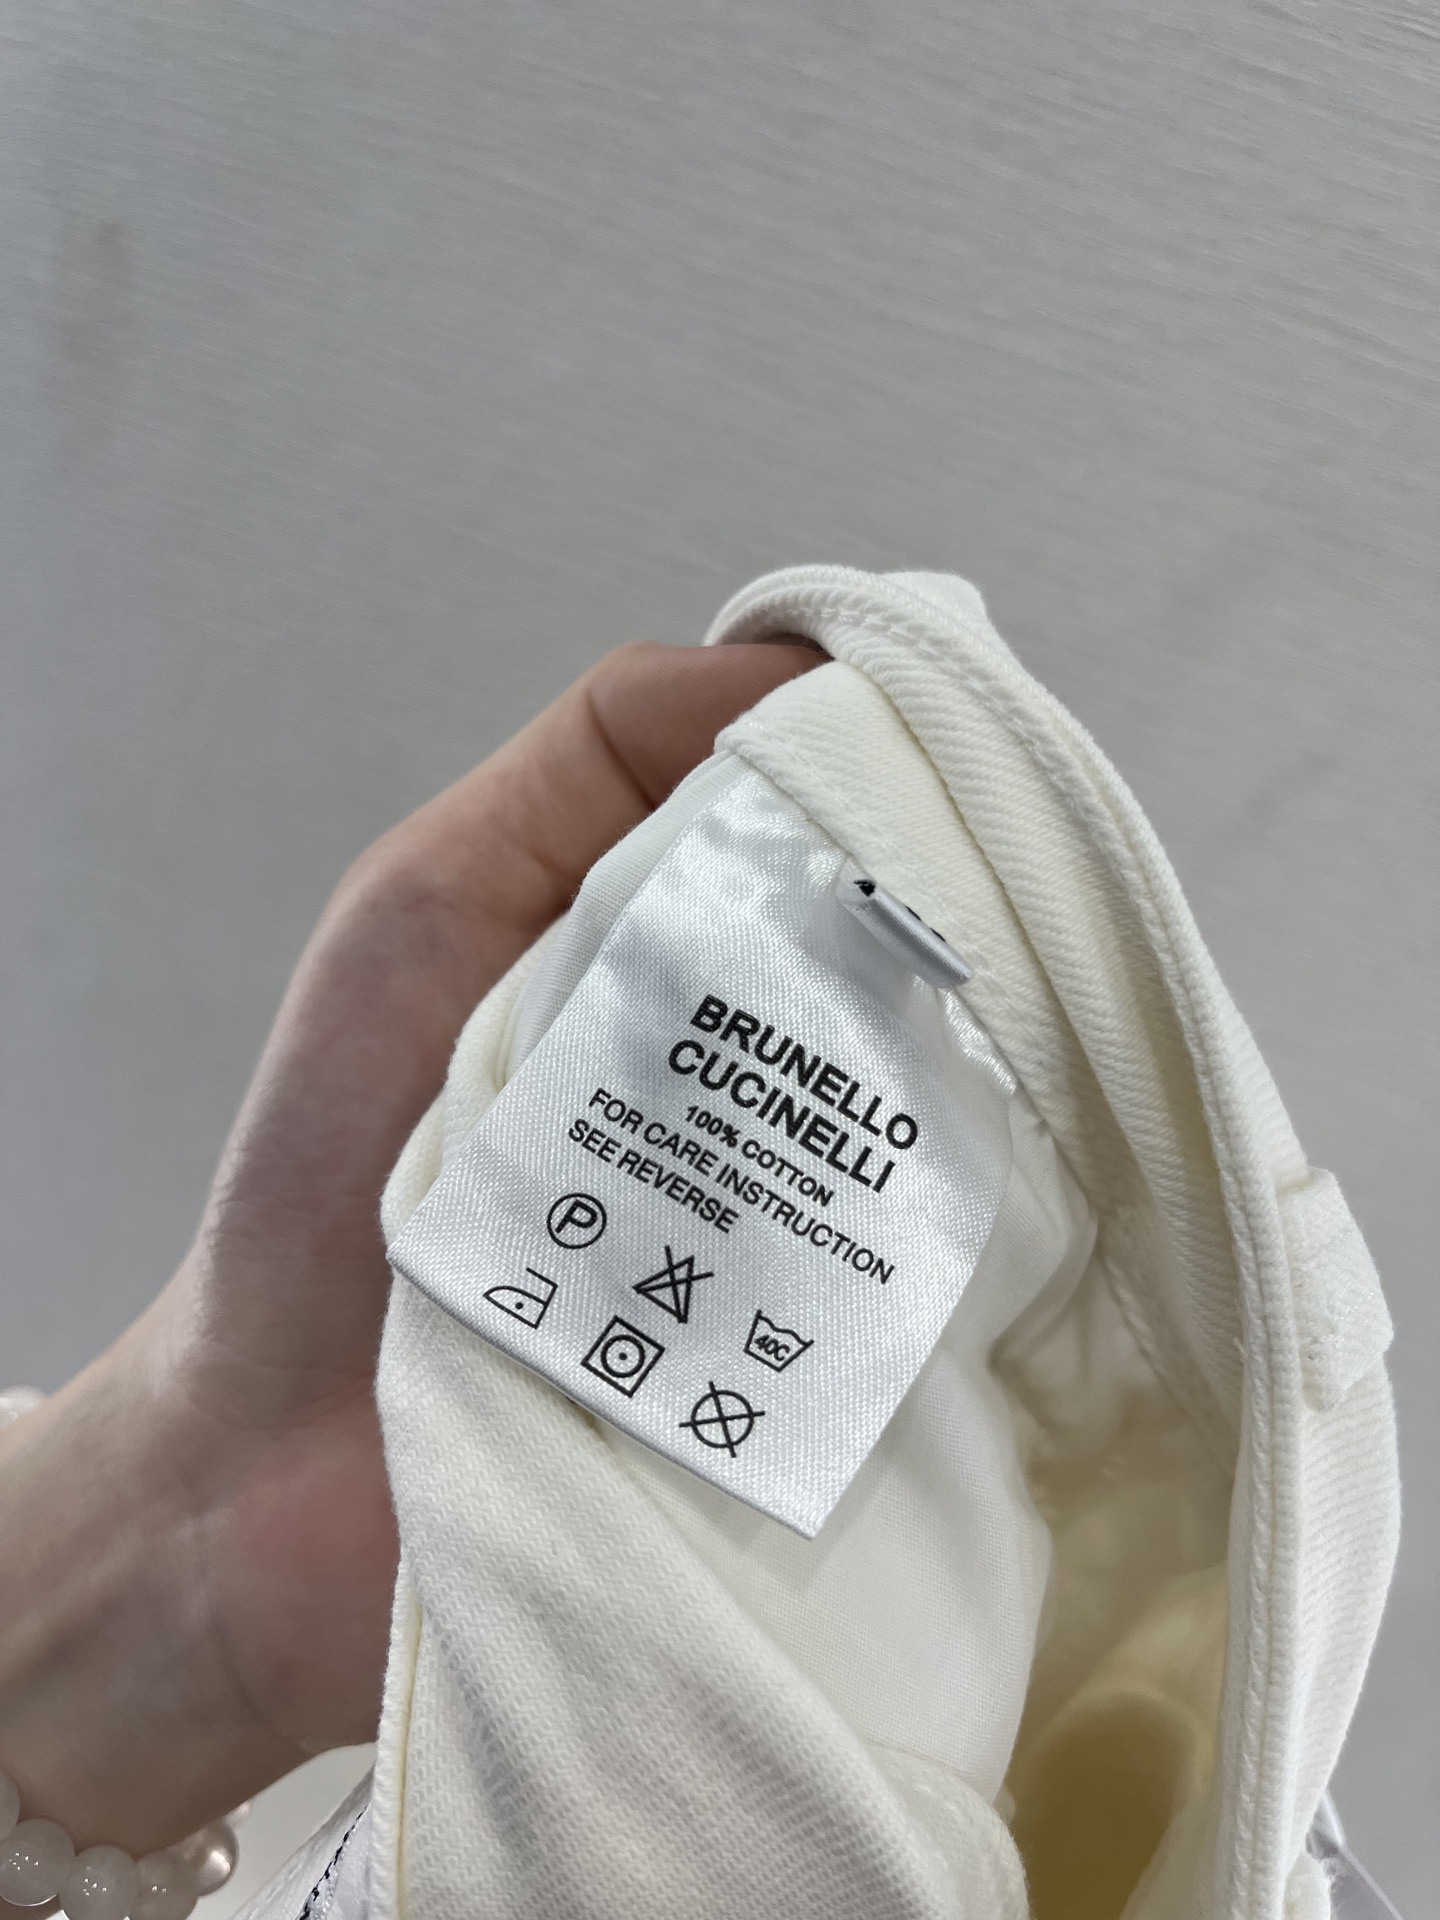 BRUNELLO
CUCINELLI
100% COTTON
FOR CARE INSTRUCTION
SEE REVERSE
P
40C